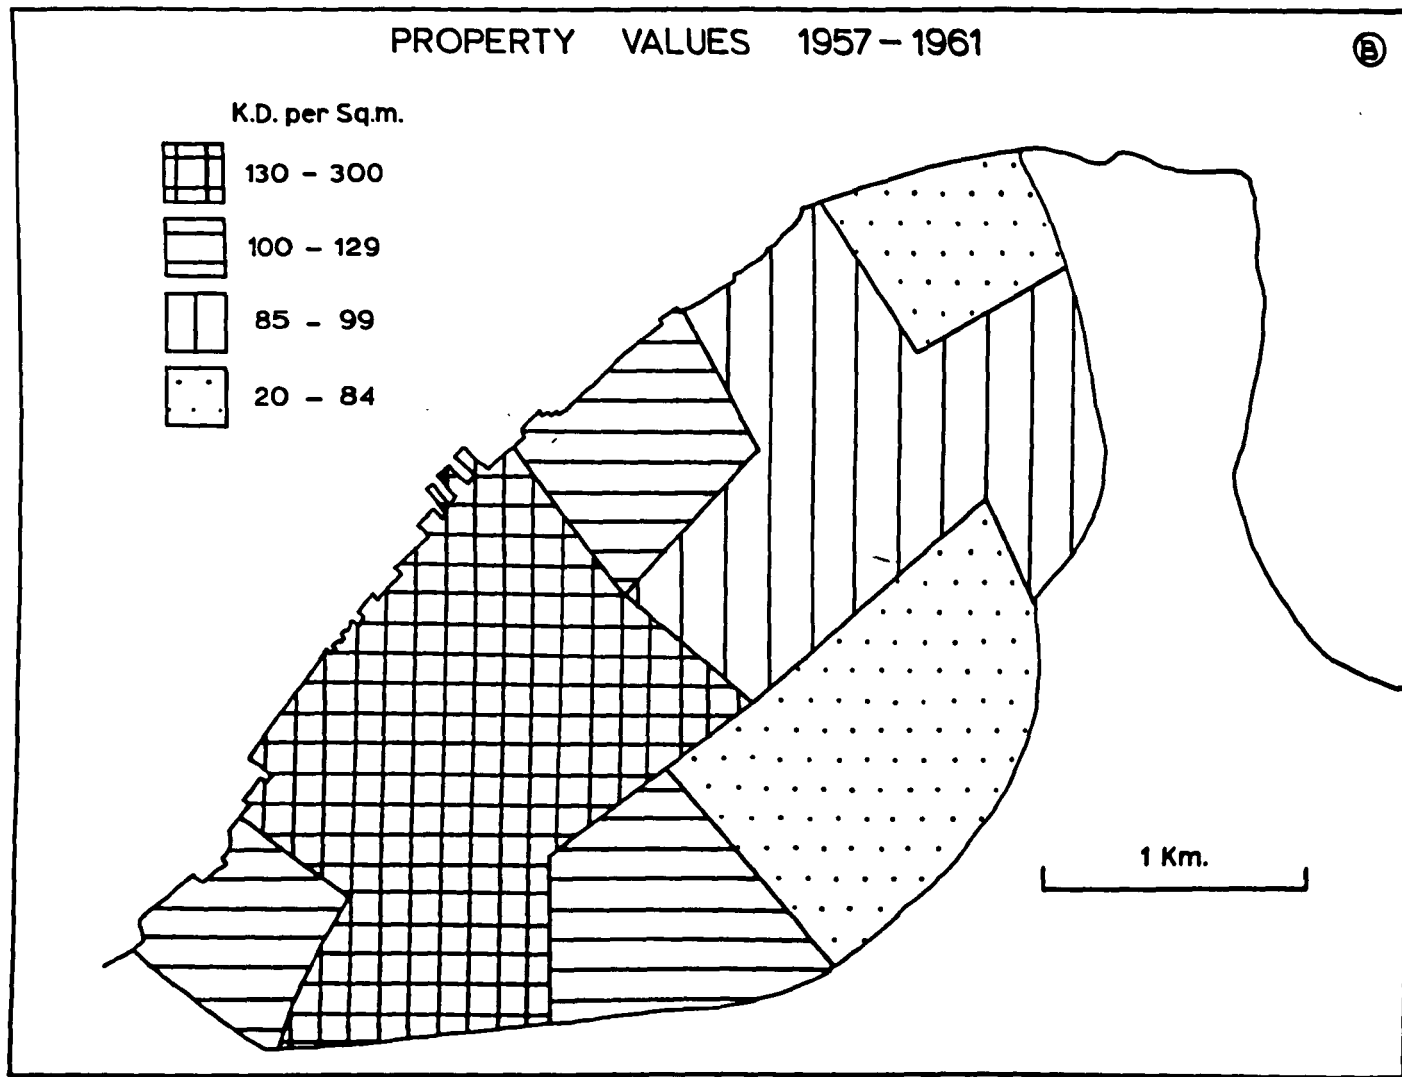 PROPERTY VALUES 1957-1961
B
K.D. per Sq.m.
130 - 300
100 - 129
85 - 99
20 - 84
1 Km.